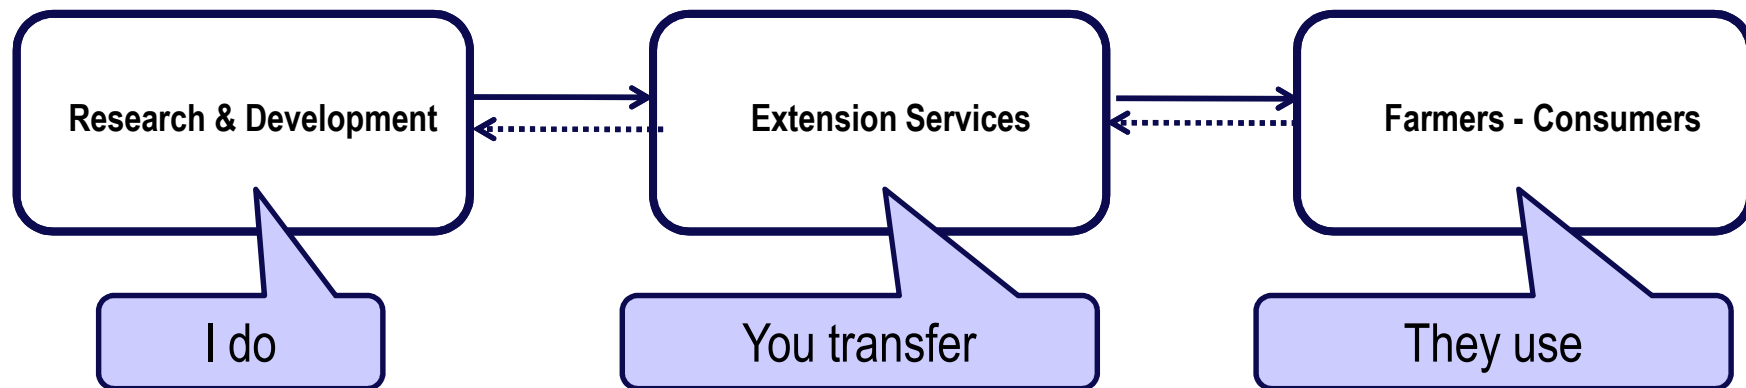 Research & Development
Extension Services
Farmers - Consumers
I do
You transfer
They use